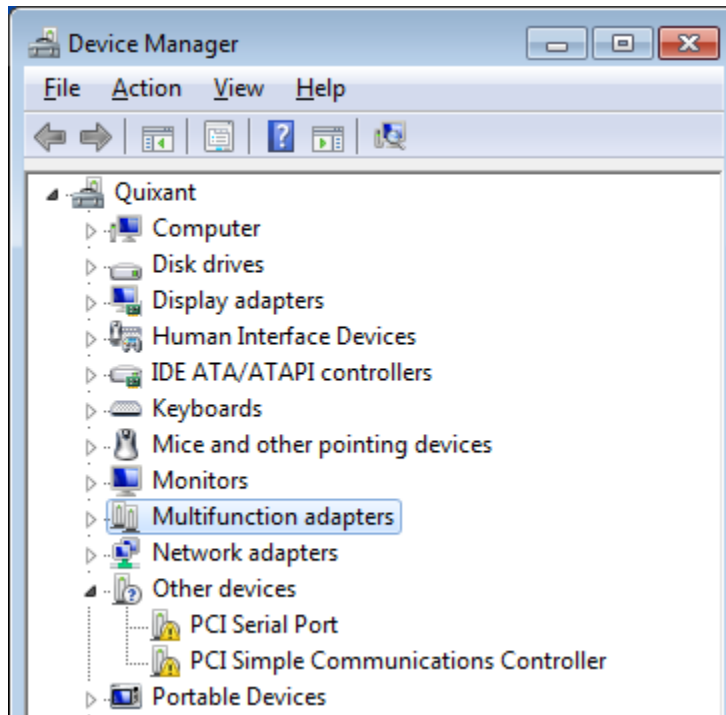 Device Manager
File Action View Help
Quixant
Computer
Disk drives
Display adapters
Human Interface Devices
IDE ATA/ATAPI controllers
Keyboards
Mice and other pointing devices
Monitors
Multifunction adapters
Network adapters
Other devices
PCI Serial Port
PCI Simple Communications Controller
Portable Devices